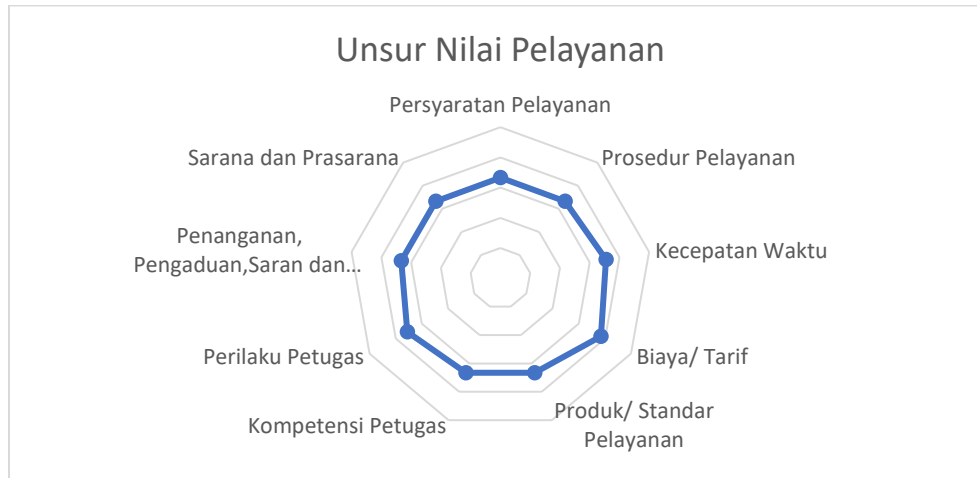 Unsur Nilai Pelayanan
Persyaratan Pelayanan
Prosedur Pelayanan
Kecepatan Waktu
Biaya/ Tarif
Produk/ Standar
Pelayanan
Kompetensi Petugas
Perilaku Petugas
Penanganan,
Pengaduan,Saran dan...
Sarana dan Prasarana